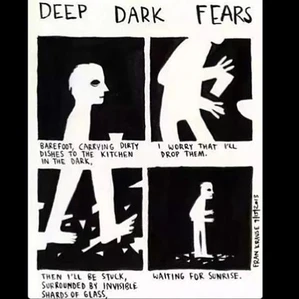 DEEP DARK FEARS
BAREFOOT, CARRYING DIRTY
DISHES TO THE KITCHEN
IN THE DARK,
I WORRY THAT I'LL
DROP THEM.
THEN I'LL BE STUCK,
SURROUNDED BY INVISIBLE
SHARDS OF GLASS,
WAITING FOR SUNRISE.
FRAN KRAUSE